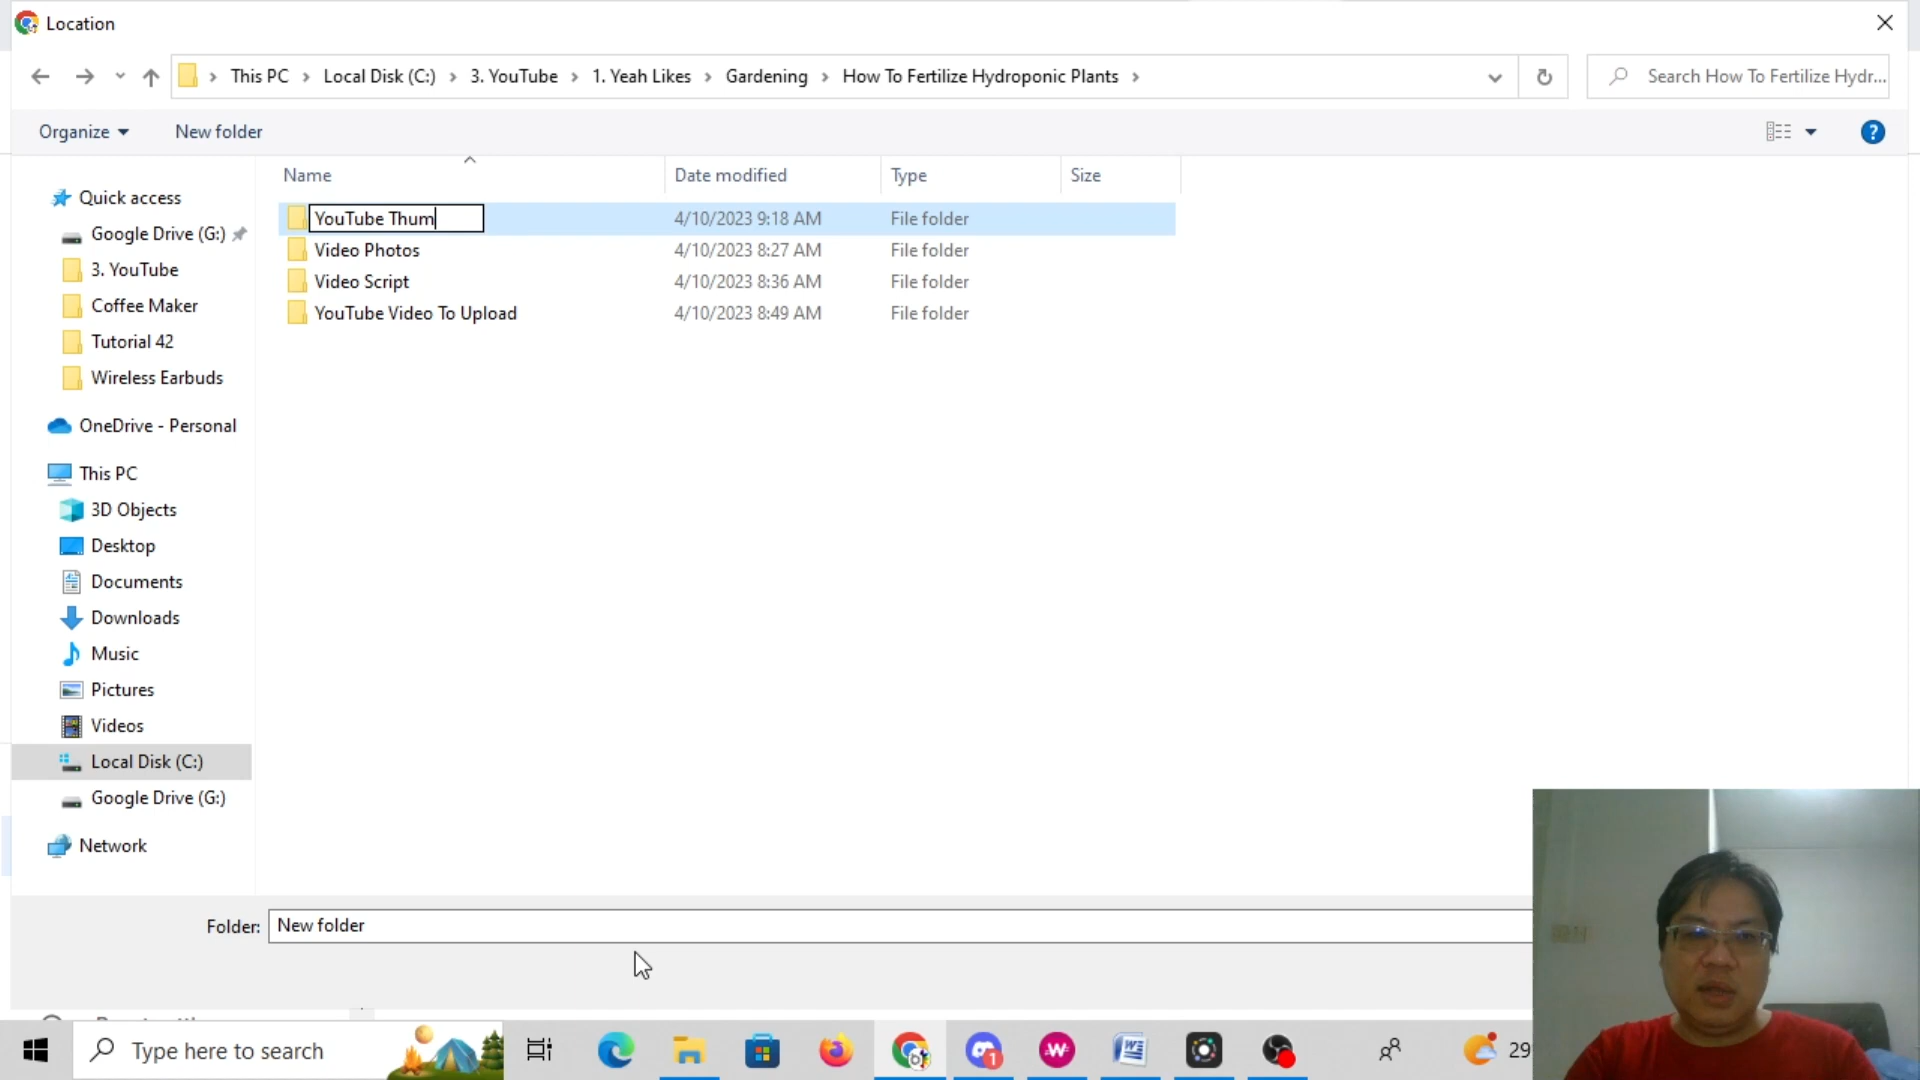 Location
This PC
Local Disk (C:)
3. YouTube
1. Yeah Likes
Gardening
How To Fertilize Hydroponic Plants
Search How To Fertilize Hydr...
Organize
New folder
Name
Date modified
Type
Size
YouTube Thum
4/10/2023 9:18 AM
File folder
Video Photos
4/10/2023 8:27 AM
File folder
Video Script
4/10/2023 8:36 AM
File folder
YouTube Video To Upload
4/10/2023 8:49 AM
File folder
Quick access
Google Drive (G:)
3. YouTube
Coffee Maker
Tutorial 42
Wireless Earbuds
OneDrive - Personal
This PC
3D Objects
Desktop
Documents
Downloads
Music
Pictures
Videos
Local Disk (C:)
Google Drive (G:)
Network
Folder:
New folder
Type here to search
1
29